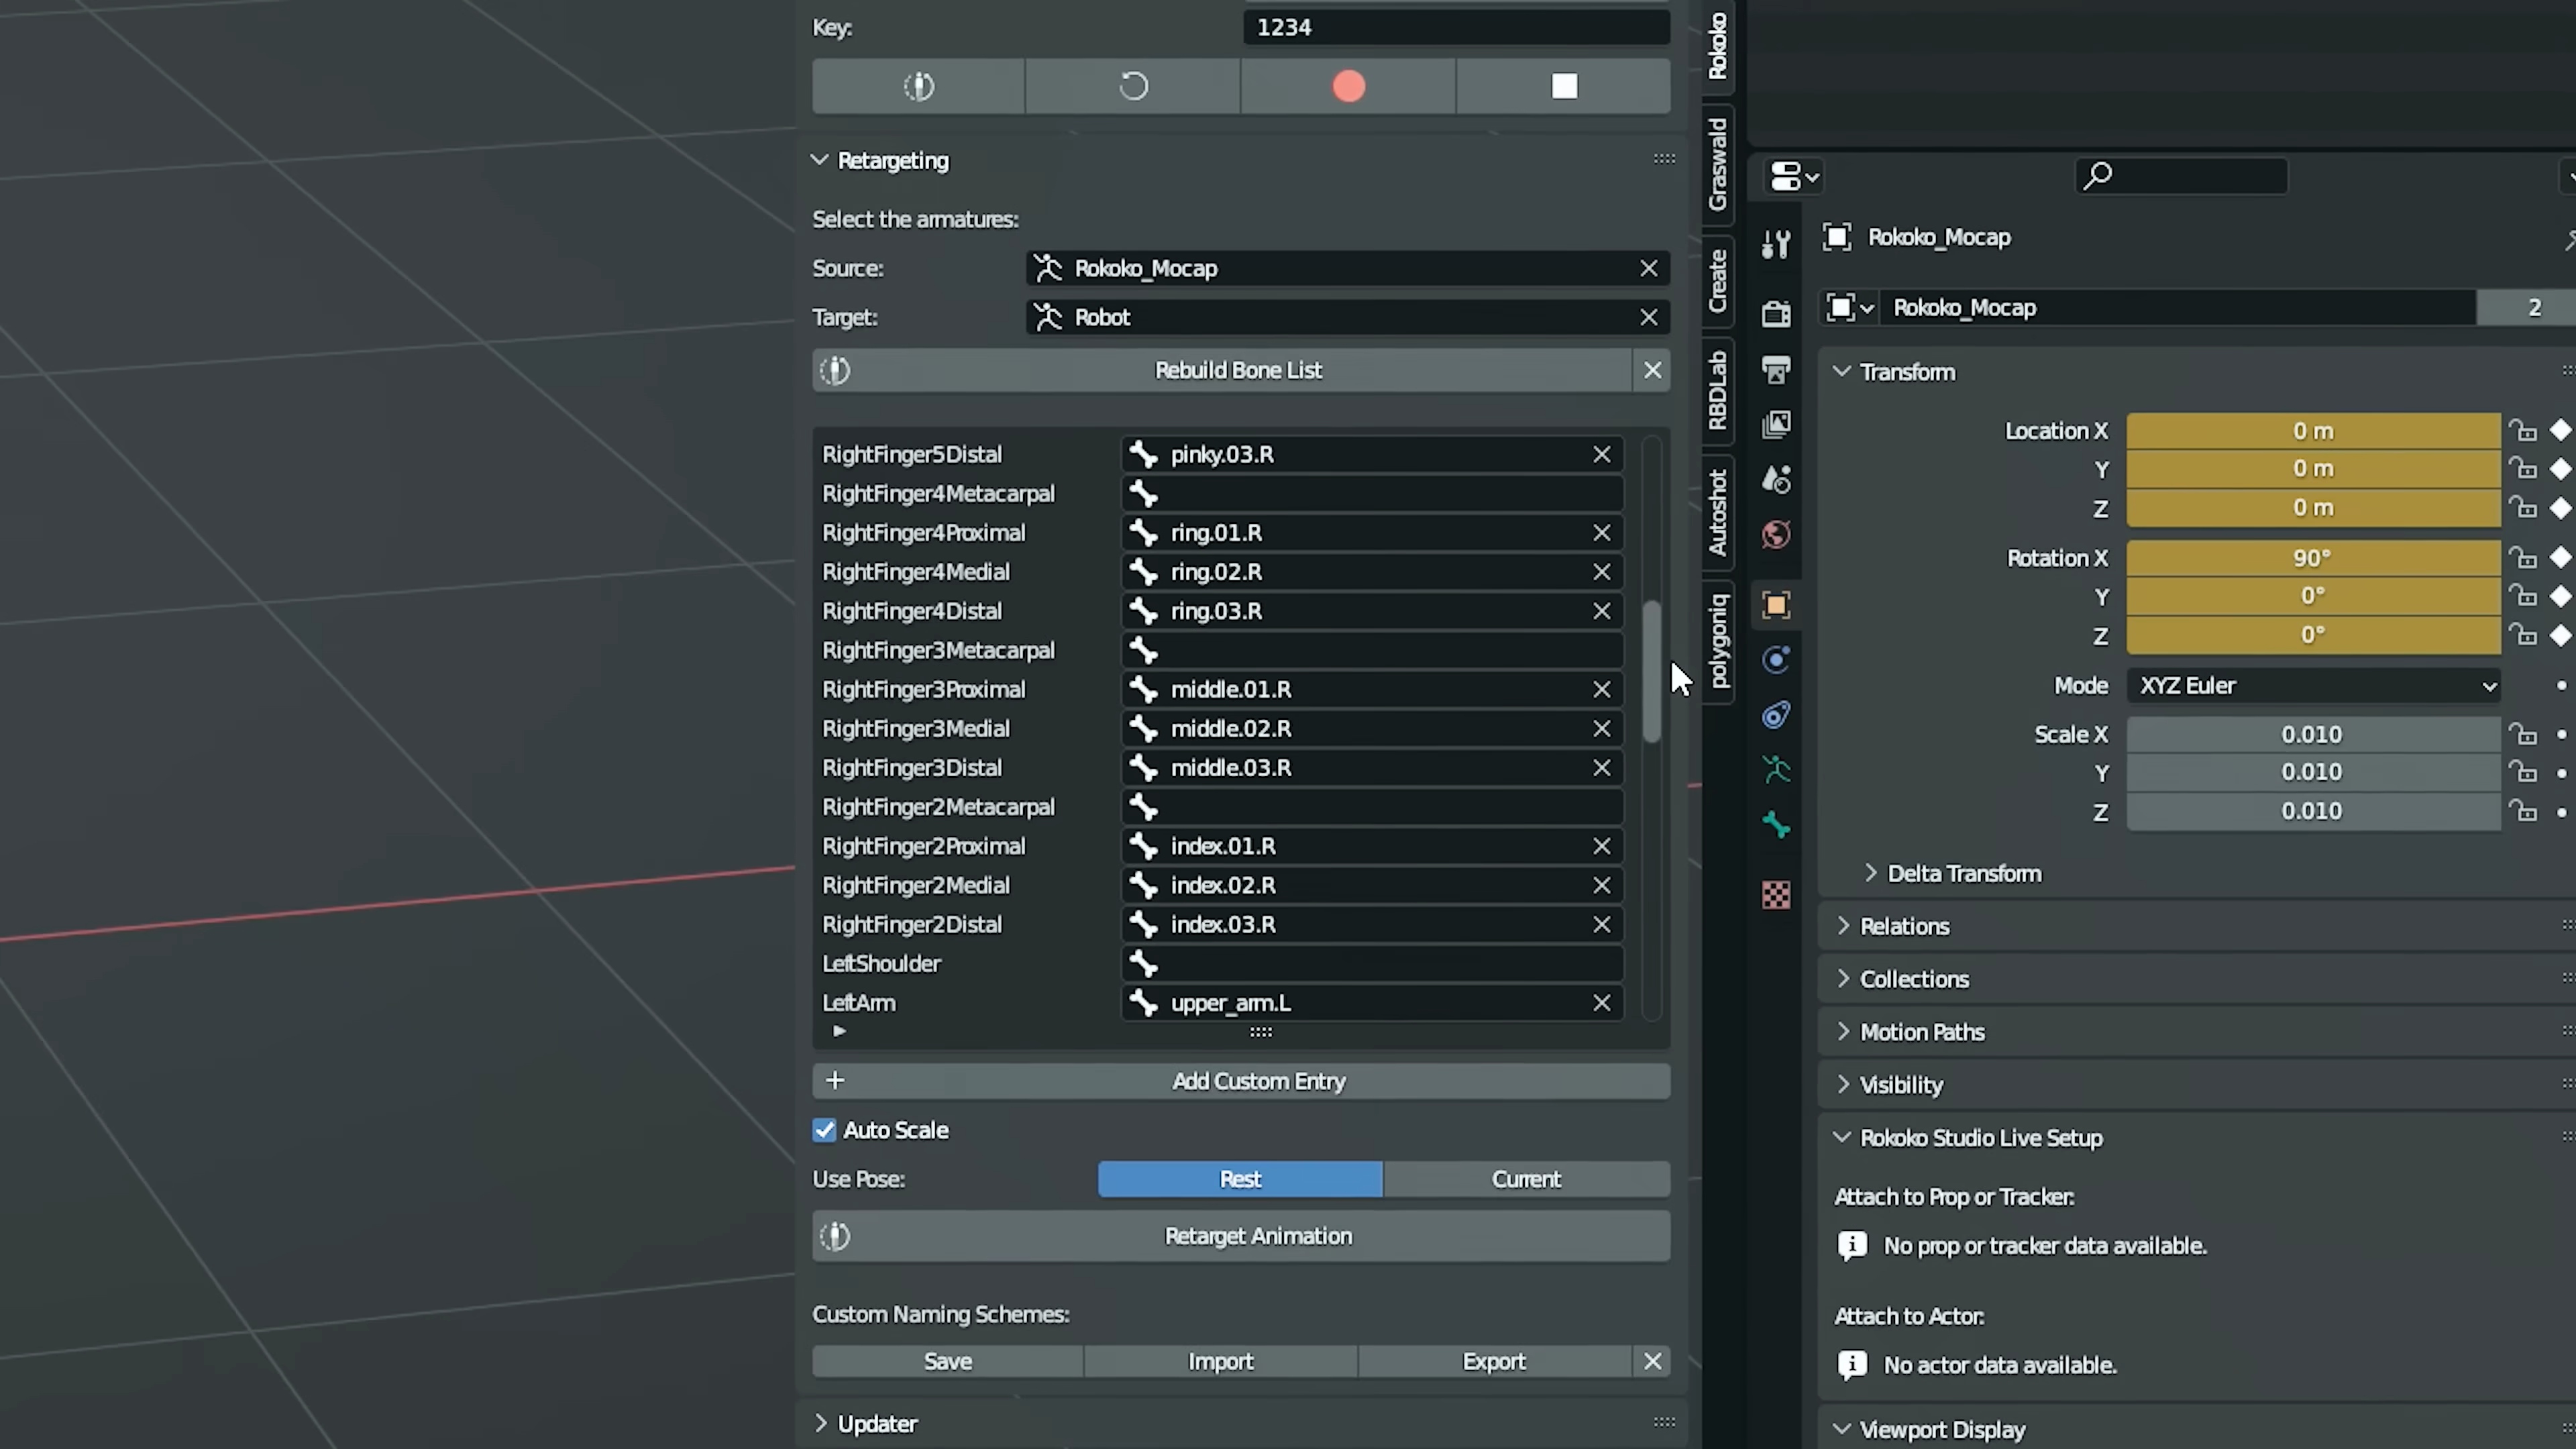 Key: 1234
Retargeting
Select the armatures:
Source: Rokoko_Mocap
Target: Robot
Rebuild Bone List
RightFinger5Distal pinky.03.R
RightFinger4Metacarpal
RightFinger4Proximal ring.01.R
RightFinger4Medial ring.02.R
RightFinger4Distal ring.03.R
RightFinger3Metacarpal
RightFinger3Proximal middle.01.R
RightFinger3Medial middle.02.R
RightFinger3Distal middle.03.R
RightFinger2Metacarpal
RightFinger2Proximal index.01.R
RightFinger2Medial index.02.R
RightFinger2Distal index.03.R
LeftShoulder
LeftArm upper_arm.L
Add Custom Entry
Auto Scale
Use Pose: Rest Current
Retarget Animation
Custom Naming Schemes:
Save Import Export
Updater
Rokoko
Graswald
Create
RBDLab
Autoshot
polygoniq
Rokoko_Mocap
Rokoko_Mocap 2
Transform
Location X 0 m
Y 0 m
Z 0 m
Rotation X 90°
Y 0°
Z 0°
Mode XYZ Euler
Scale X 0.010
Y 0.010
Z 0.010
Delta Transform
Relations
Collections
Motion Paths
Visibility
Rokoko Studio Live Setup
Attach to Prop or Tracker:
No prop or tracker data available.
Attach to Actor:
No actor data available.
Viewport Display